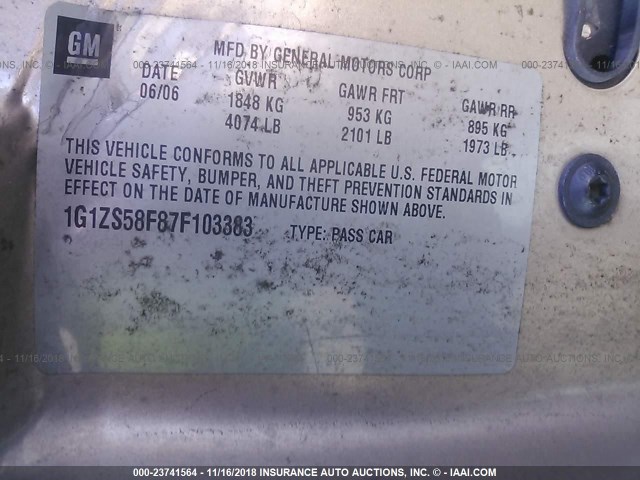 GM
MFD BY GENERAL MOTORS CORP
DATE GVWR GAWR FRT GAWR RR
06/06 1848 KG 953 KG 895 KG
4074 LB 2101 LB 1973 LB
THIS VEHICLE CONFORMS TO ALL APPLICABLE U.S. FEDERAL MOTOR
VEHICLE SAFETY, BUMPER, AND THEFT PREVENTION STANDARDS IN
EFFECT ON THE DATE OF MANUFACTURE SHOWN ABOVE.
1G1ZS58F87F103383 TYPE: PASS CAR
000-23741564 - 11/16/2018 INSURANCE AUTO AUCTIONS, INC. - © IAAI.COM